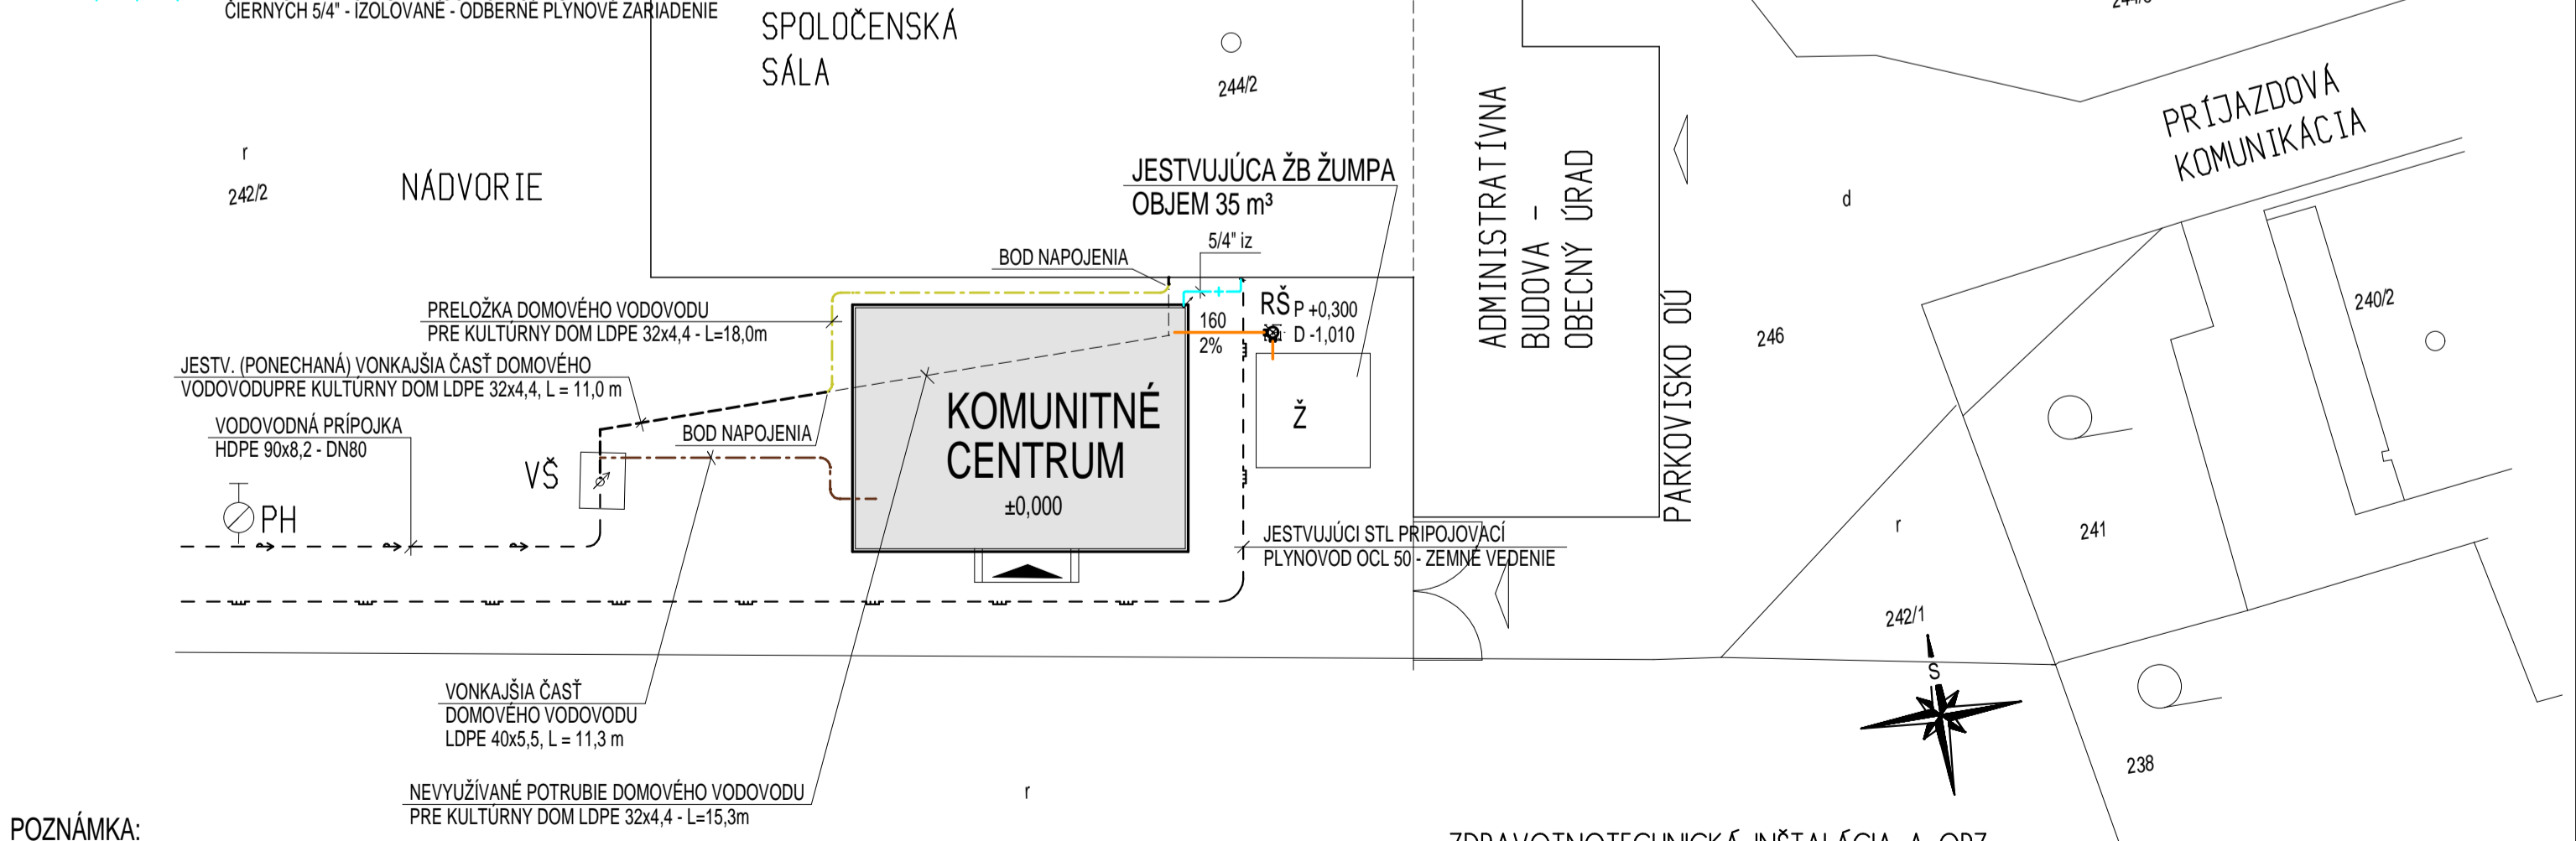 ČIERNYCH 5/4" - IZOLOVANÉ - ODBERNÉ PLYNOVÉ ZARIADENIE
SPOLOČENSKÁ
SÁLA
244/2
PRÍJAZDOVÁ
KOMUNIKÁCIA
r
242/2
NÁDVORIE
JESTVUJÚCA ŽB ŽUMPA
OBJEM 35 m³
ADMINISTRATÍVNA
BUDOVA -
OBECNÝ ÚRAD
d
5/4" iz
BOD NAPOJENIA
PRELOŽKA DOMOVÉHO VODOVODU
PRE KULTÚRNY DOM LDPE 32x4,4 - L=18,0m
RŠ
P +0,300
D -1,010
160
2%
PARKOVISKO OÚ
246
240/2
JESTV. (PONECHANÁ) VONKAJŠIA ČASŤ DOMOVÉHO
VODOVODUPRE KULTÚRNY DOM LDPE 32x4,4, L = 11,0 m
VODOVODNÁ PRÍPOJKA
HDPE 90x8,2 - DN80
BOD NAPOJENIA
KOMUNITNÉ
CENTRUM
±0,000
Ž
VŠ
PH
JESTVUJÚCI STL PRIPOJOVACÍ
PLYNOVOD OCL 50 - ZEMNÉ VEDENIE
r
241
242/1
S
238
VONKAJŠIA ČASŤ
DOMOVÉHO VODOVODU
LDPE 40x5,5, L = 11,3 m
NEVYUŽÍVANÉ POTRUBIE DOMOVÉHO VODOVODU
PRE KULTÚRNY DOM LDPE 32x4,4 - L=15,3m
r
POZNÁMKA:
ZDRAVOTNOTECHNICKÁ INŠTALÁCIA A OPZ